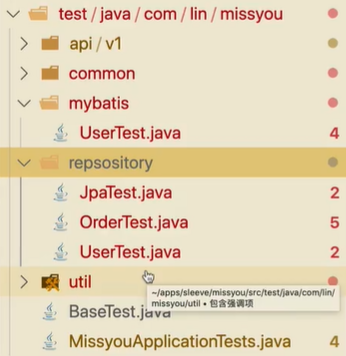 test / java / com / lin / missyou
api / v1
common
mybatis
UserTest.java 4
repsository
JpaTest.java 2
OrderTest.java 5
UserTest.java 2
util
~/apps/sleeve/missyou/src/test/java/com/lin/
missyou/util • 包含强调项
BaseTest.java
MissyouApplicationTests.java 4